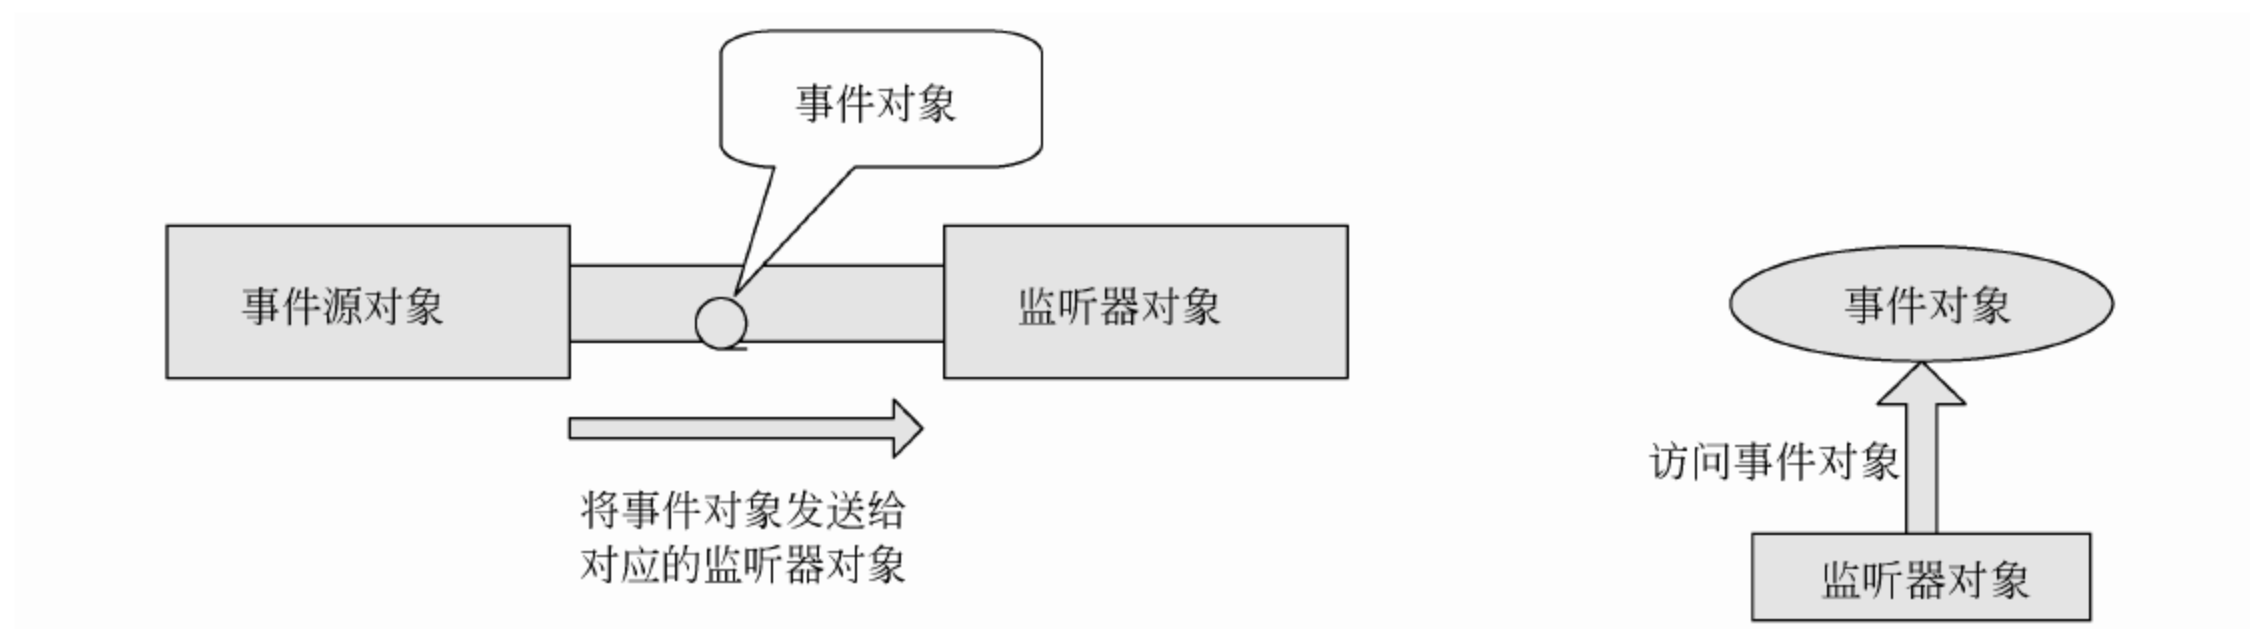 事件对象
事件源对象
监听器对象
将事件对象发送给
对应的监听器对象
事件对象
访问事件对象
监听器对象